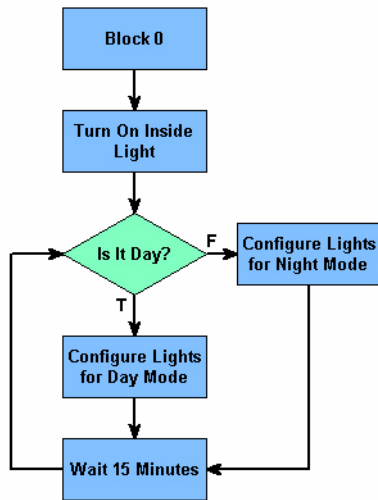 Block 0
Turn On Inside
Light
Is It Day?
F
Configure Lights
for Night Mode
T
Configure Lights
for Day Mode
Wait 15 Minutes